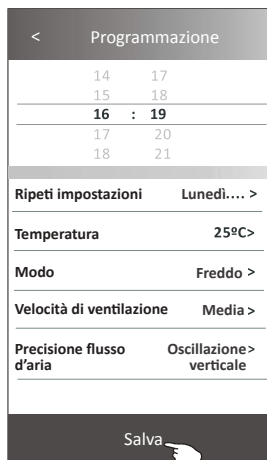 < Programmazione
14 17
15 18
16 : 19
17 20
18 21
Ripeti impostazioni Lunedì.... >
Temperatura 25ºC>
Modo Freddo >
Velocità di ventilazione Media >
Precisione flusso d'aria Oscillazione > verticale
Salva